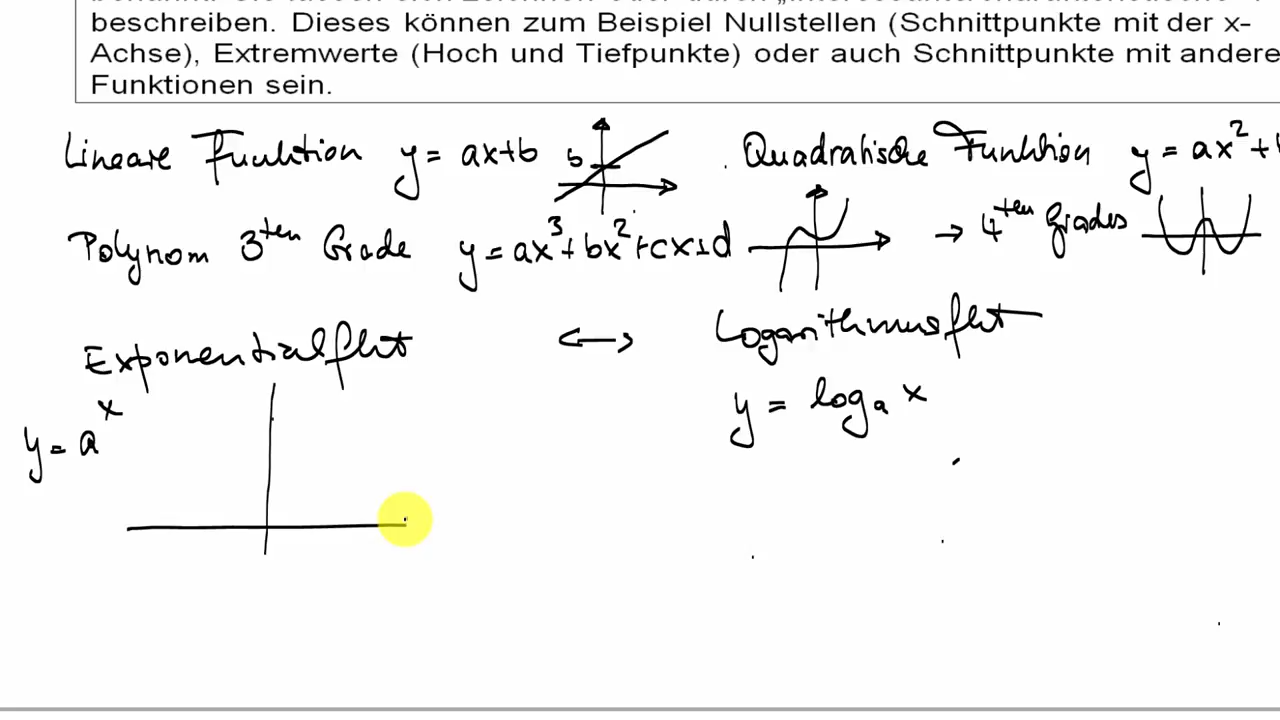 beschreiben. Dieses können zum Beispiel Nullstellen (Schnittpunkte mit der x-
Achse), Extremwerte (Hoch und Tiefpunkte) oder auch Schnittpunkte mit andere
Funktionen sein.
Lineare Funktion y = ax+b b . Quadratische Funktion y = ax²+b
Polynom 3ten Grade y = ax³+bx²+cx+d → 4ten Grades
Exponentialfkt ↔ Logarithmusfkt
y = aˣ y = logₐ x